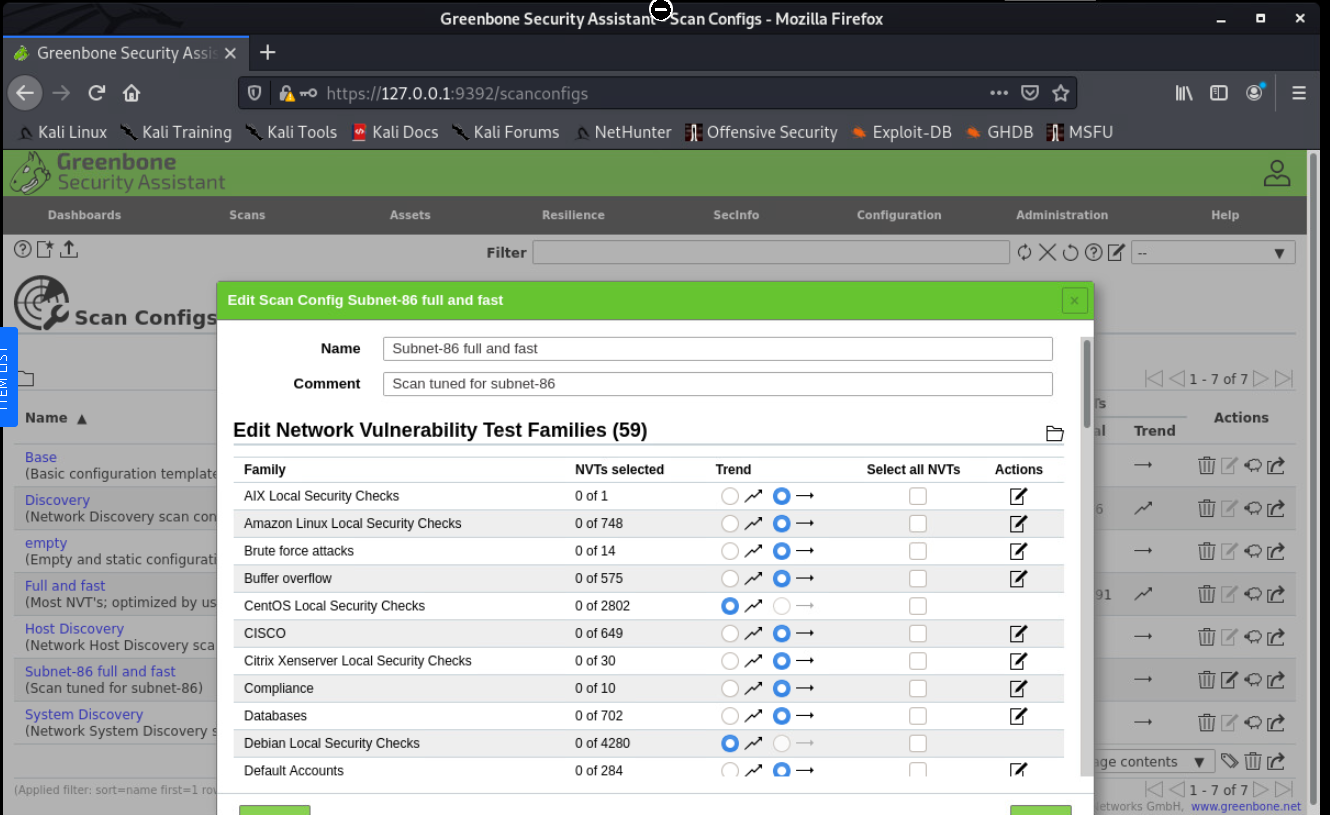 Greenbone Security Assistant - Scan Configs - Mozilla Firefox
Greenbone Security Assis
https://127.0.0.1:9392/scanconfigs
Kali Linux Kali Training Kali Tools Kali Docs Kali Forums NetHunter Offensive Security Exploit-DB GHDB MSFU
Greenbone
Security Assistant
Dashboards Scans Assets Resilience SecInfo Configuration Administration Help
Filter --
Scan Configs
ITEM LIST
1 - 7 of 7
Name ▲ Trend Actions
Base
(Basic configuration template
Discovery
(Network Discovery scan con
6
empty
(Empty and static configurati
Full and fast
(Most NVT's; optimized by us
91
Host Discovery
(Network Host Discovery sca
Subnet-86 full and fast
(Scan tuned for subnet-86)
System Discovery
(Network System Discovery s
age contents ▼
(Applied filter: sort=name first=1 row
1 - 7 of 7
etworks GmbH, www.greenbone.net
Edit Scan Config Subnet-86 full and fast ×
Name Subnet-86 full and fast
Comment Scan tuned for subnet-86
Edit Network Vulnerability Test Families (59)
Family NVTs selected Trend Select all NVTs Actions
AIX Local Security Checks 0 of 1
Amazon Linux Local Security Checks 0 of 748
Brute force attacks 0 of 14
Buffer overflow 0 of 575
CentOS Local Security Checks 0 of 2802
CISCO 0 of 649
Citrix Xenserver Local Security Checks 0 of 30
Compliance 0 of 10
Databases 0 of 702
Debian Local Security Checks 0 of 4280
Default Accounts 0 of 284